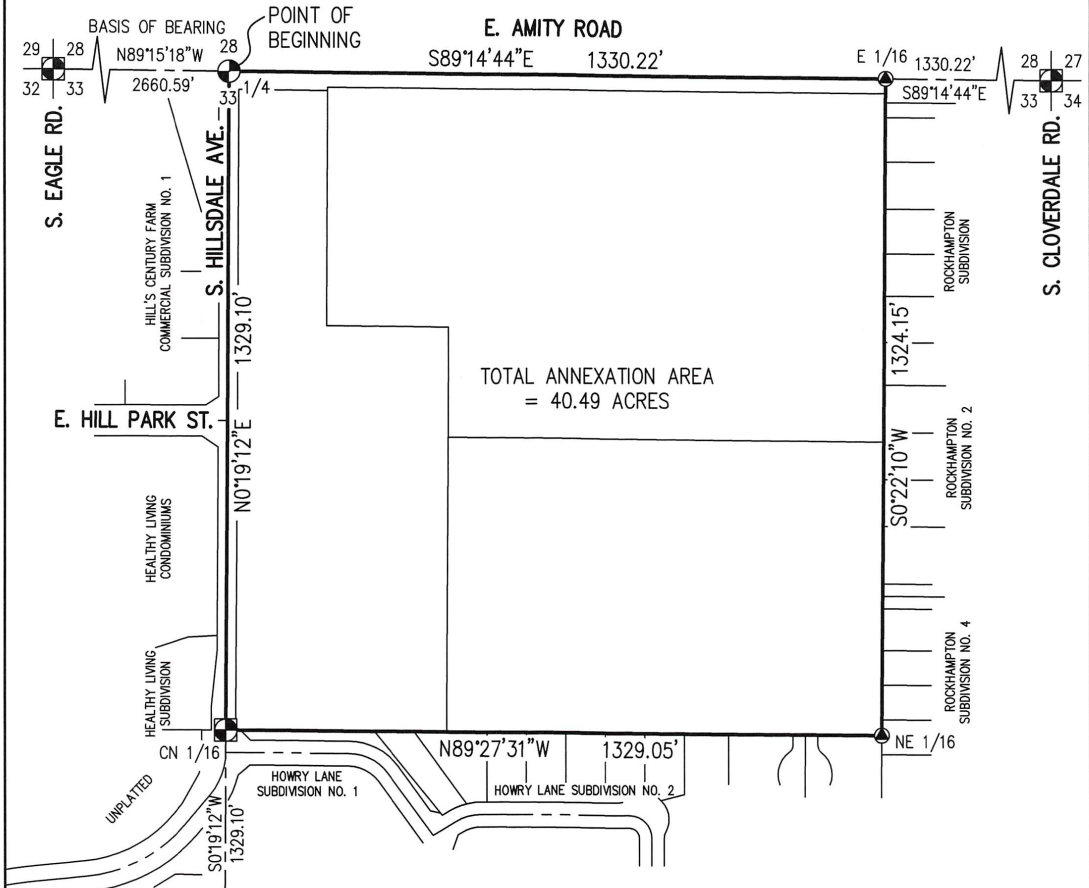 BASIS OF BEARING
N89°15'18"W
2660.59'
29 28
32 33
28
33
1/4
POINT OF
BEGINNING
E. AMITY ROAD
S89°14'44"E 1330.22'
E 1/16
1330.22'
S89°14'44"E
28 27
33 34
S. EAGLE RD.
S. CLOVERDALE RD.
HILL'S CENTURY FARM
COMMERCIAL SUBDIVISION NO. 1
S. HILLSDALE AVE.
N0°19'12"E 1329.10'
E. HILL PARK ST.
HEALTHY LIVING
CONDOMINIUMS
HEALTHY LIVING
SUBDIVISION
TOTAL ANNEXATION AREA
= 40.49 ACRES
S0°22'10"W 1324.15'
ROCKHAMPTON
SUBDIVISION
ROCKHAMPTON
SUBDIVISION NO. 2
ROCKHAMPTON
SUBDIVISION NO. 4
CN 1/16
N89°27'31"W 1329.05'
NE 1/16
UNPLATTED
S0°19'12"W
1329.10'
HOWRY LANE
SUBDIVISION NO. 1
HOWRY LANE SUBDIVISION NO. 2